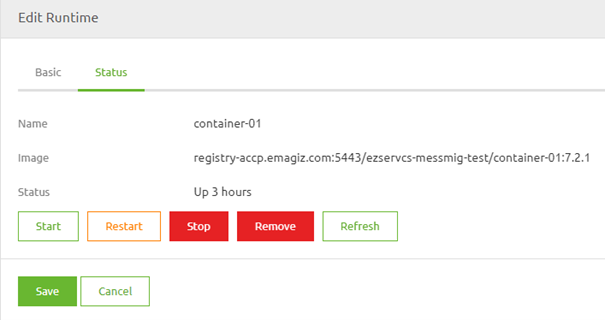 Edit Runtime
Basic Status
Name container-01
Image registry-accp.emagiz.com:5443/ezservcs-messmig-test/container-01:7.2.1
Status Up 3 hours
Start Restart Stop Remove Refresh
Save Cancel